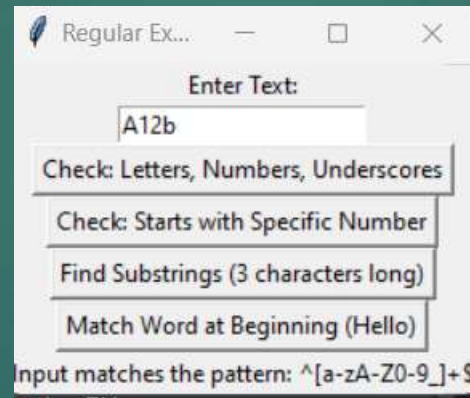 Regular Ex...
Enter Text:
A12b
Check: Letters, Numbers, Underscores
Check: Starts with Specific Number
Find Substrings (3 characters long)
Match Word at Beginning (Hello)
Input matches the pattern: ^[a-zA-Z0-9_]+$